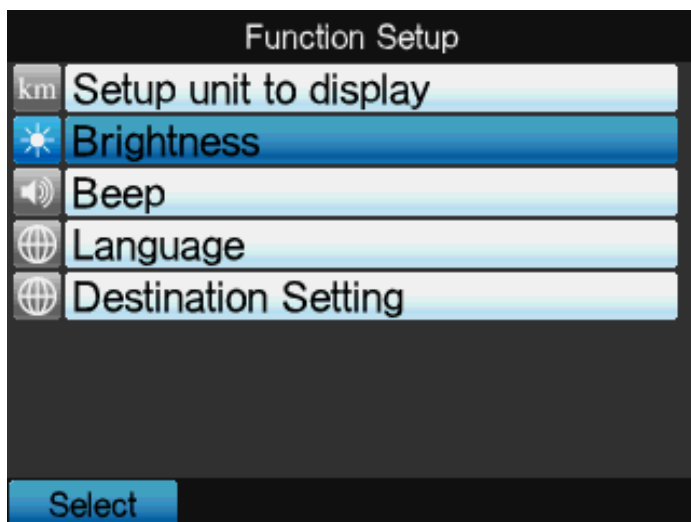 Function Setup
km Setup unit to display
Brightness
Beep
Language
Destination Setting
Select